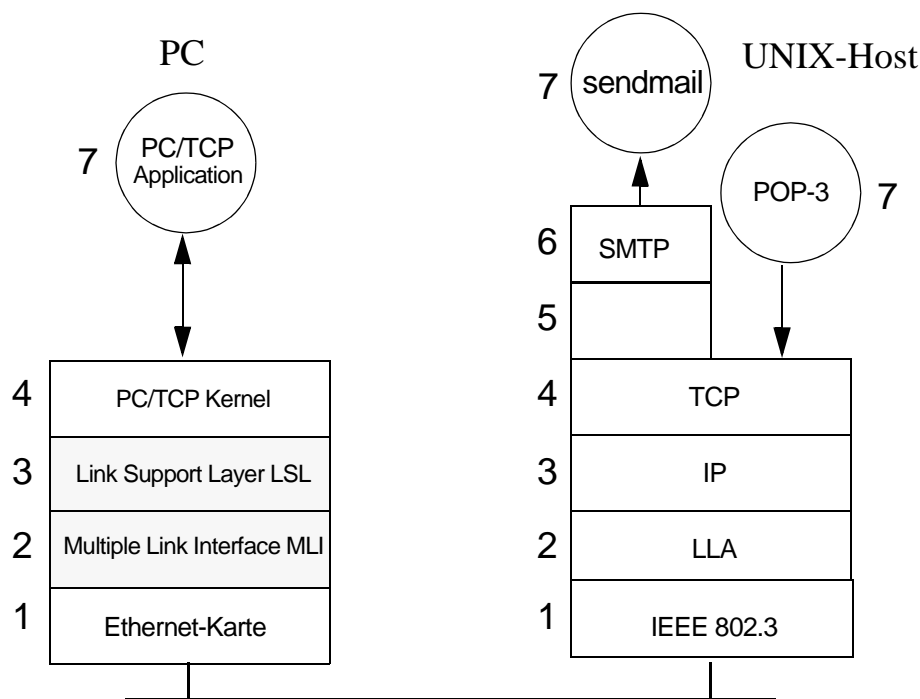 PC
7
PC/TCP
Application
4
PC/TCP Kernel
3
Link Support Layer LSL
2
Multiple Link Interface MLI
1
Ethernet-Karte
UNIX-Host
7
sendmail
POP-3
7
6
SMTP
5
4
TCP
3
IP
2
LLA
1
IEEE 802.3